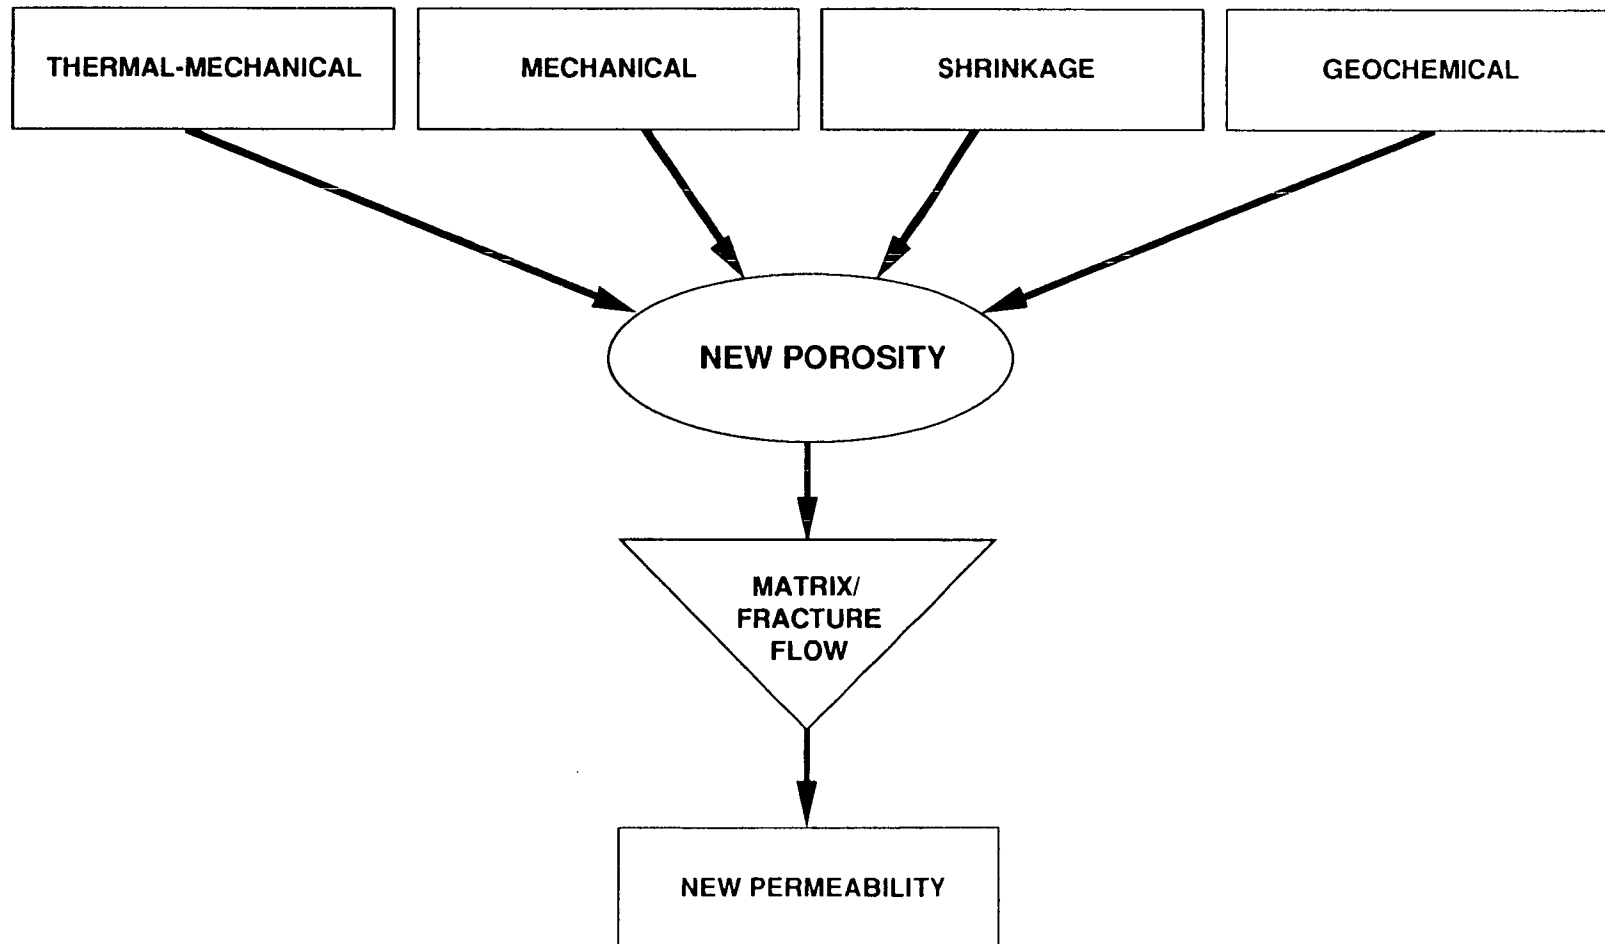 THERMAL-MECHANICAL
MECHANICAL
SHRINKAGE
GEOCHEMICAL
NEW POROSITY
MATRIX/
FRACTURE
FLOW
NEW PERMEABILITY